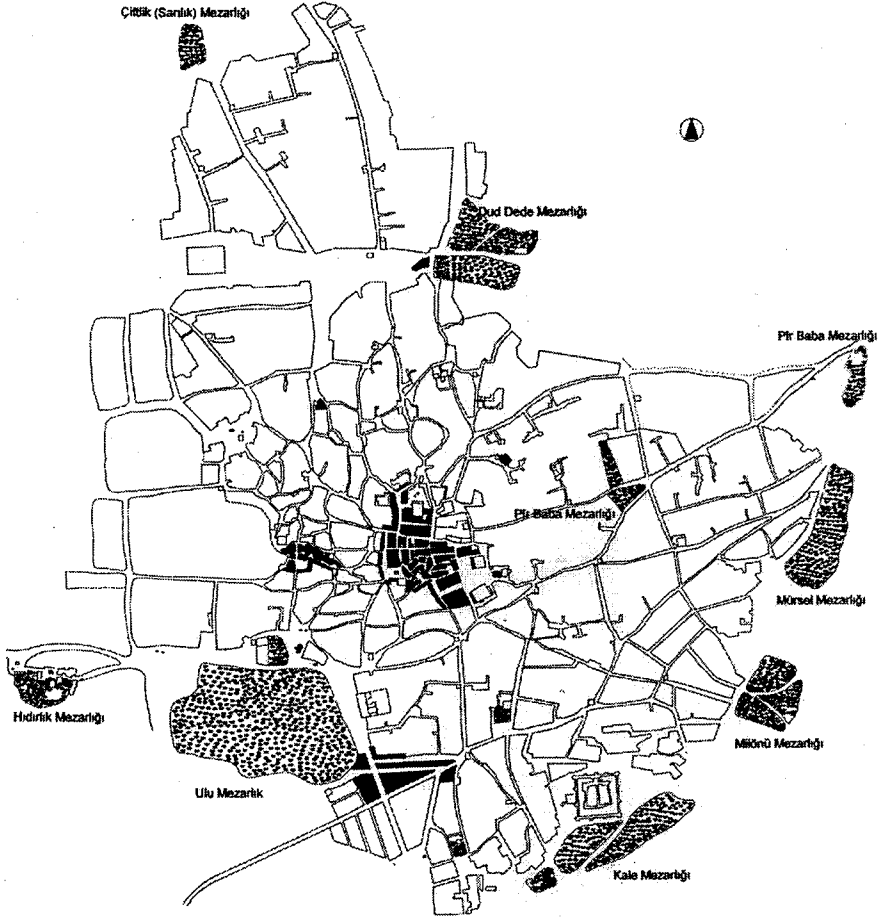 Çiftlik (Sarılık) Mezarlığı
Dud Dede Mezarlığı
Pir Baba Mezarlığı
Pir Baba Mezarlığı
Mürsel Mezarlığı
Hıdırlık Mezarlığı
Milönü Mezarlığı
Ulu Mezarlık
Kale Mezarlığı